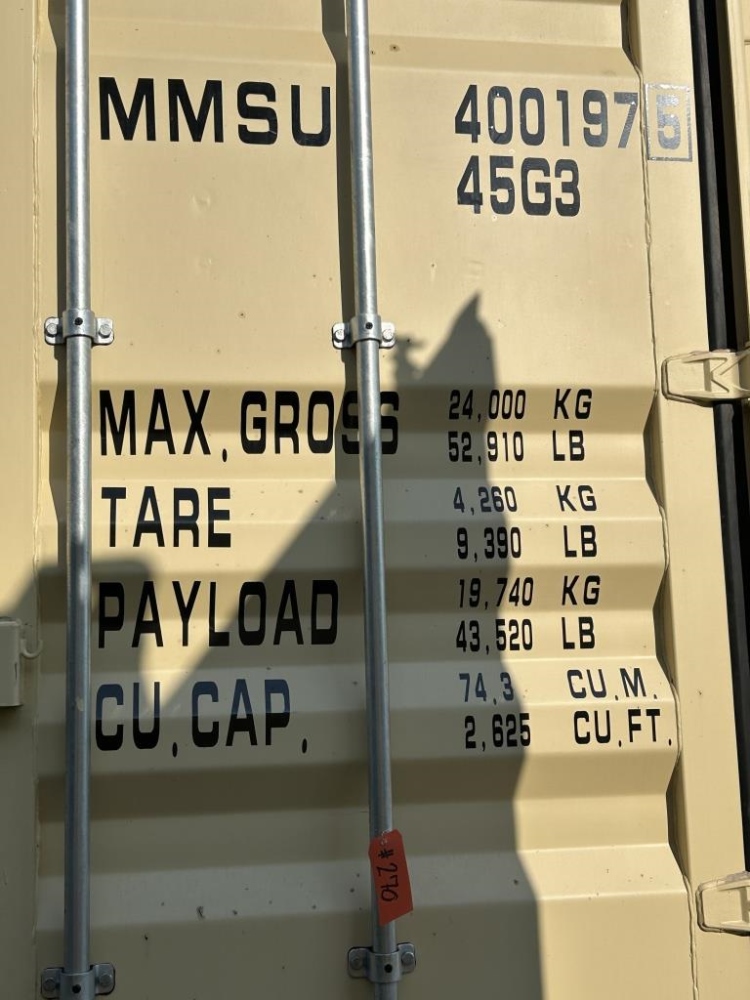 MMSU 400197 5
45G3
MAX.GROSS 24,000 KG
52,910 LB
TARE 4,260 KG
9,390 LB
PAYLOAD 19,740 KG
43,520 LB
CU.CAP. 74.3 CU.M.
2,625 CU.FT.
#270